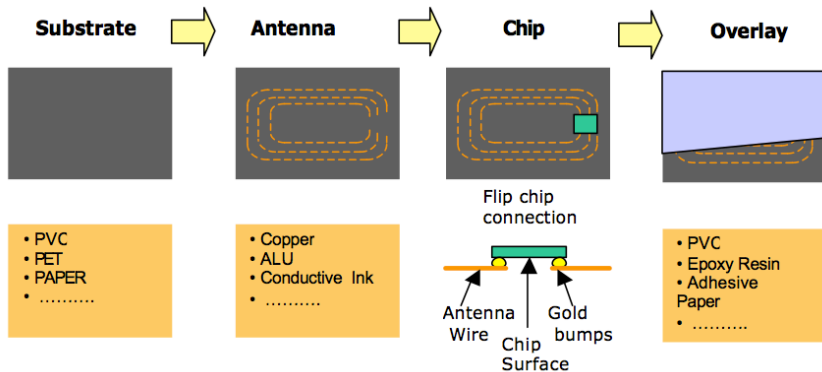 Substrate
Antenna
Chip
Overlay
Flip chip
connection
• PVC
• PET
• PAPER
• ……….
• Copper
• ALU
• Conductive Ink
• ……….
Antenna
Wire
Chip
Surface
Gold
bumps
• PVC
• Epoxy Resin
• Adhesive
Paper
• ……….